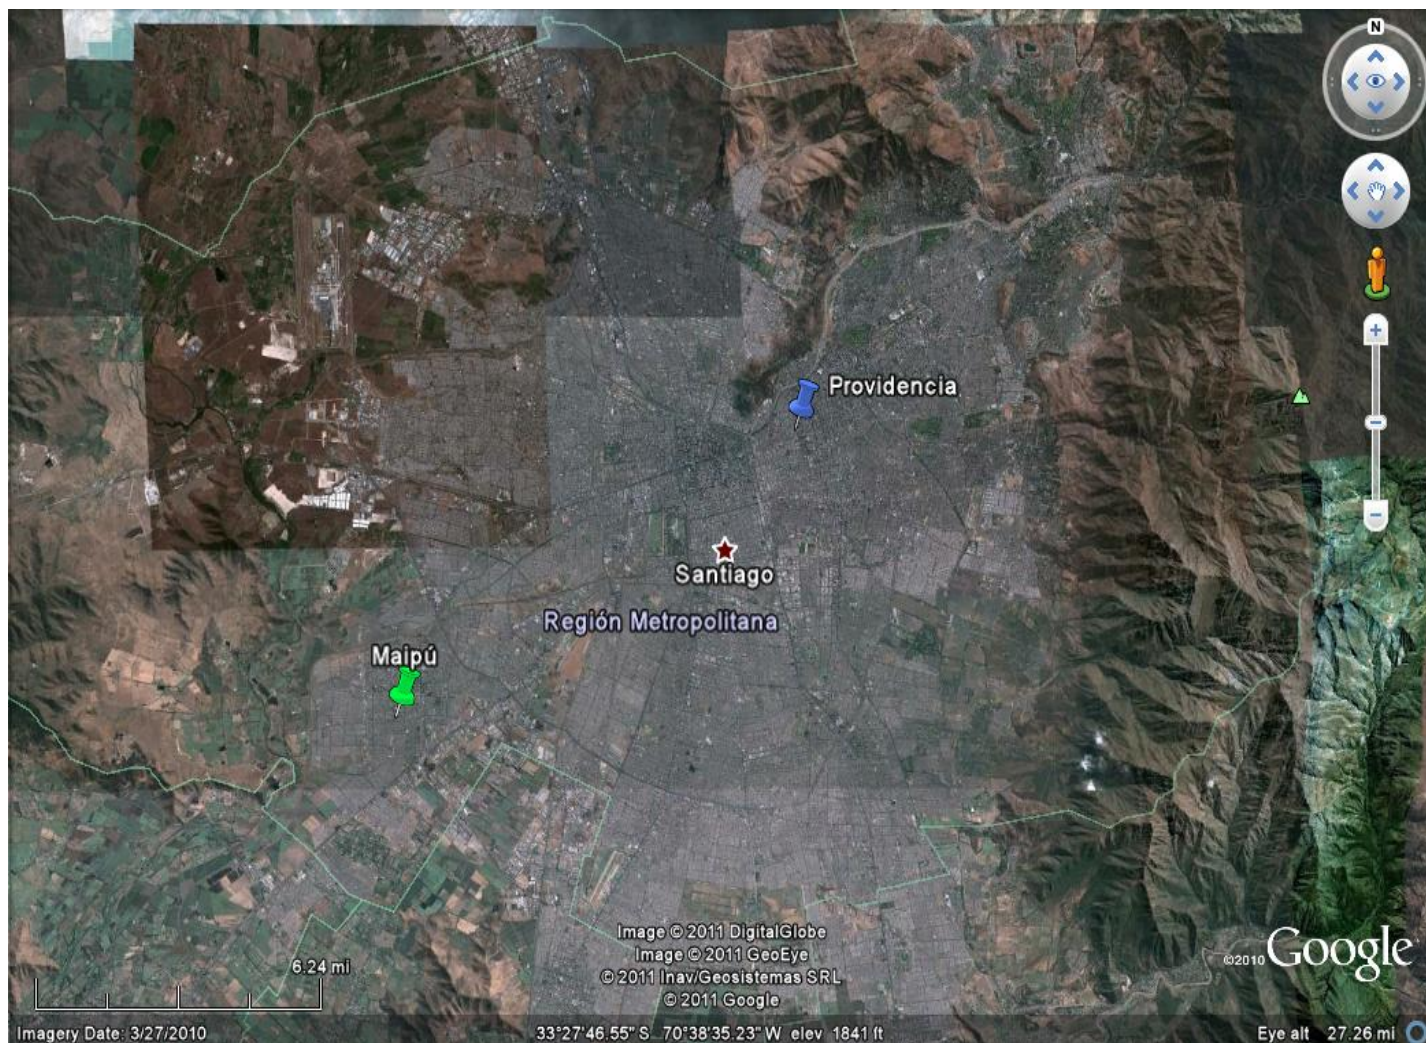 N
Providencia
Santiago
Región Metropolitana
Maipú
Image © 2011 DigitalGlobe
Image © 2011 GeoEye
© 2011 Inav/Geosistemas SRL
© 2011 Google
©2010 Google
6.24 mi
Imagery Date: 3/27/2010 33°27'46.55" S 70°38'35.23" W elev 1841 ft Eye alt 27.26 mi